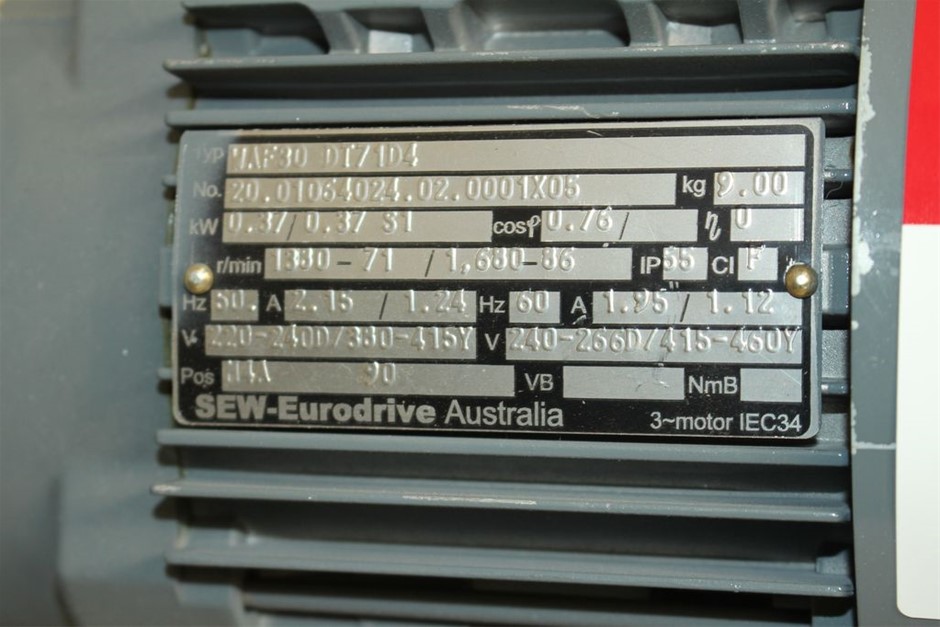 Typ WAF30 DT71D4
No. 20.01064024.02.0001X05 kg 9.00
kW 0.37/ 0.37 S1 cosφ 0.76/ η 0
r/min 1380-71 / 1,680-86 IP 55 Cl F
Hz 50. A 2.15 / 1.24 Hz 60 A 1.95 / 1.12
V 220-240D/380-415Y V 240-266D/415-460Y
Pos 90 VB NmB
SEW-Eurodrive Australia 3~motor IEC34